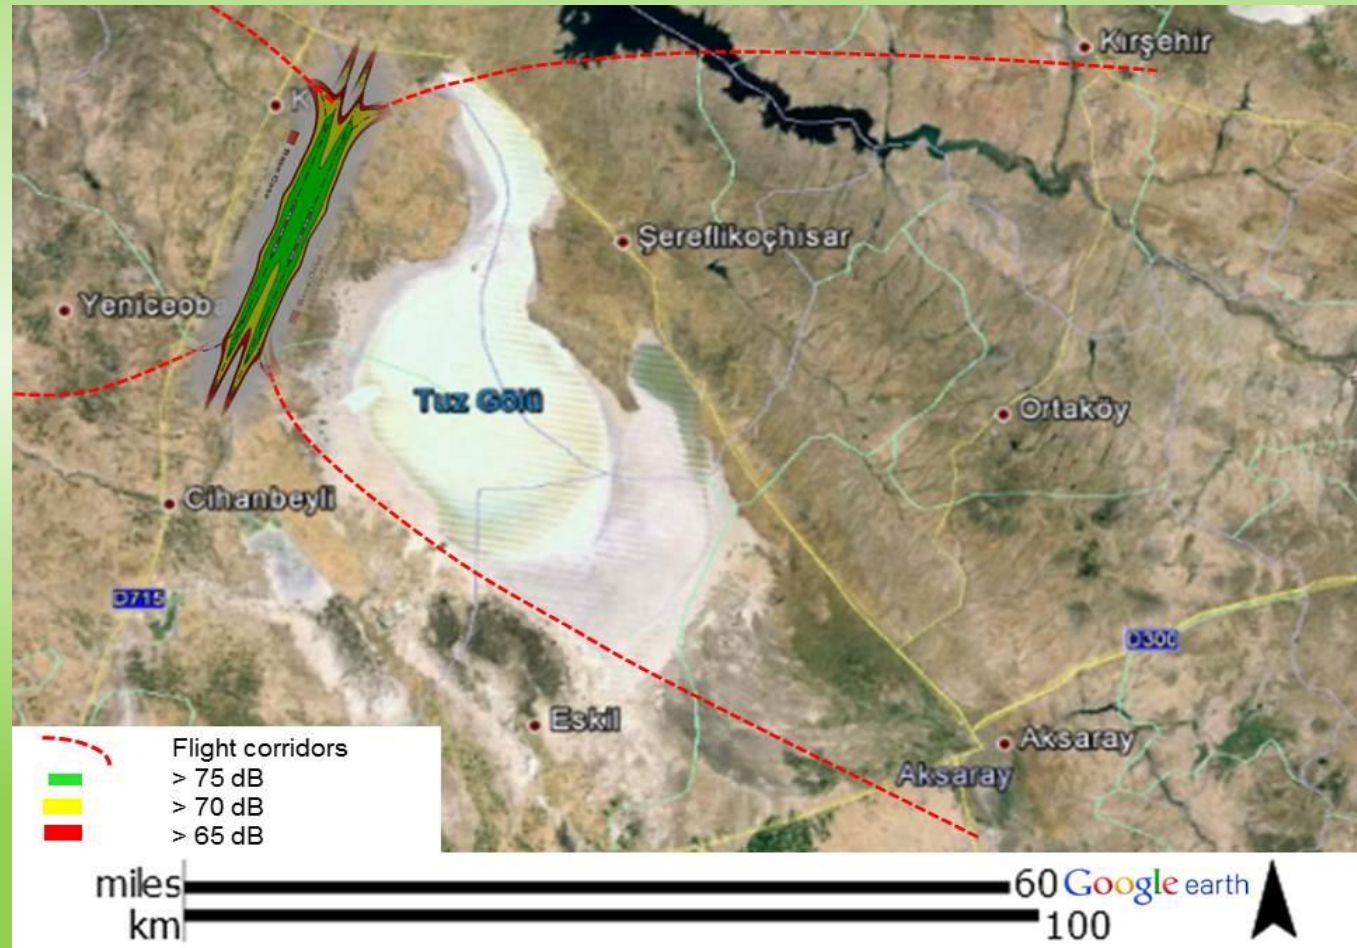 Kırşehir
K
Şereflikoçhisar
Yeniceoba
Tuz Gölü
Ortaköy
Cihanbeyli
D715
D300
Eskil
Aksaray
Aksaray
Flight corridors
> 75 dB
> 70 dB
> 65 dB
miles 60 Google earth
km 100